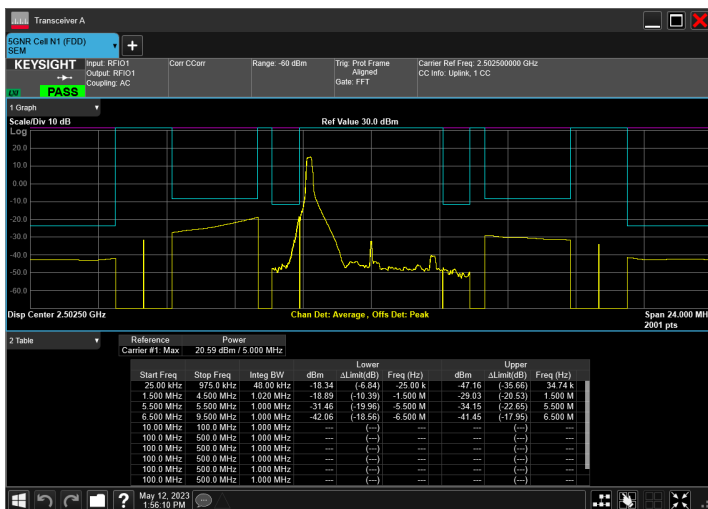 Transceiver A
5GNR Cell N1 (FDD)
SEM
KEYSIGHT
Input: RFIO1
Output: RFIO1
Coupling: AC
Corr CCorr
Range: -60 dBm
Trig: Prot Frame
Aligned
Gate: FFT
Carrier Ref Freq: 2.502500000 GHz
CC Info: Uplink, 1 CC
LXI
PASS
1 Graph
Scale/Div 10 dB
Ref Value 30.0 dBm
Log
20.0
10.0
0.00
-10.0
-20.0
-30.0
-40.0
-50.0
-60.0
Disp Center 2.50250 GHz
Chan Det: Average, Offs Det: Peak
Span 24.000 MH
2001 pts
2 Table
Reference Power
Carrier #1: Max 20.59 dBm / 5.000 MHz
Lower Upper
Start Freq Stop Freq Integ BW dBm ΔLimit(dB) Freq (Hz) dBm ΔLimit(dB) Freq (Hz)
25.00 kHz 975.0 kHz 48.00 kHz -18.34 (-6.84) -25.00 k -47.16 (-35.66) 34.74 k
1.500 MHz 4.500 MHz 1.020 MHz -18.89 (-10.39) -1.500 M -29.03 (-20.53) 1.500 M
5.500 MHz 5.500 MHz 1.000 MHz -31.46 (-19.96) -5.500 M -34.15 (-22.65) 5.500 M
6.500 MHz 9.500 MHz 1.000 MHz -42.06 (-18.56) -6.500 M -41.45 (-17.95) 6.500 M
10.00 MHz 100.0 MHz 1.000 MHz --- (---) --- --- (---) ---
100.0 MHz 500.0 MHz 1.000 MHz --- (---) --- --- (---) ---
100.0 MHz 500.0 MHz 1.000 MHz --- (---) --- --- (---) ---
100.0 MHz 500.0 MHz 1.000 MHz --- (---) --- --- (---) ---
100.0 MHz 500.0 MHz 1.000 MHz --- (---) --- --- (---) ---
100.0 MHz 500.0 MHz 1.000 MHz --- (---) --- --- (---) ---
?
May 12, 2023
1:56:10 PM